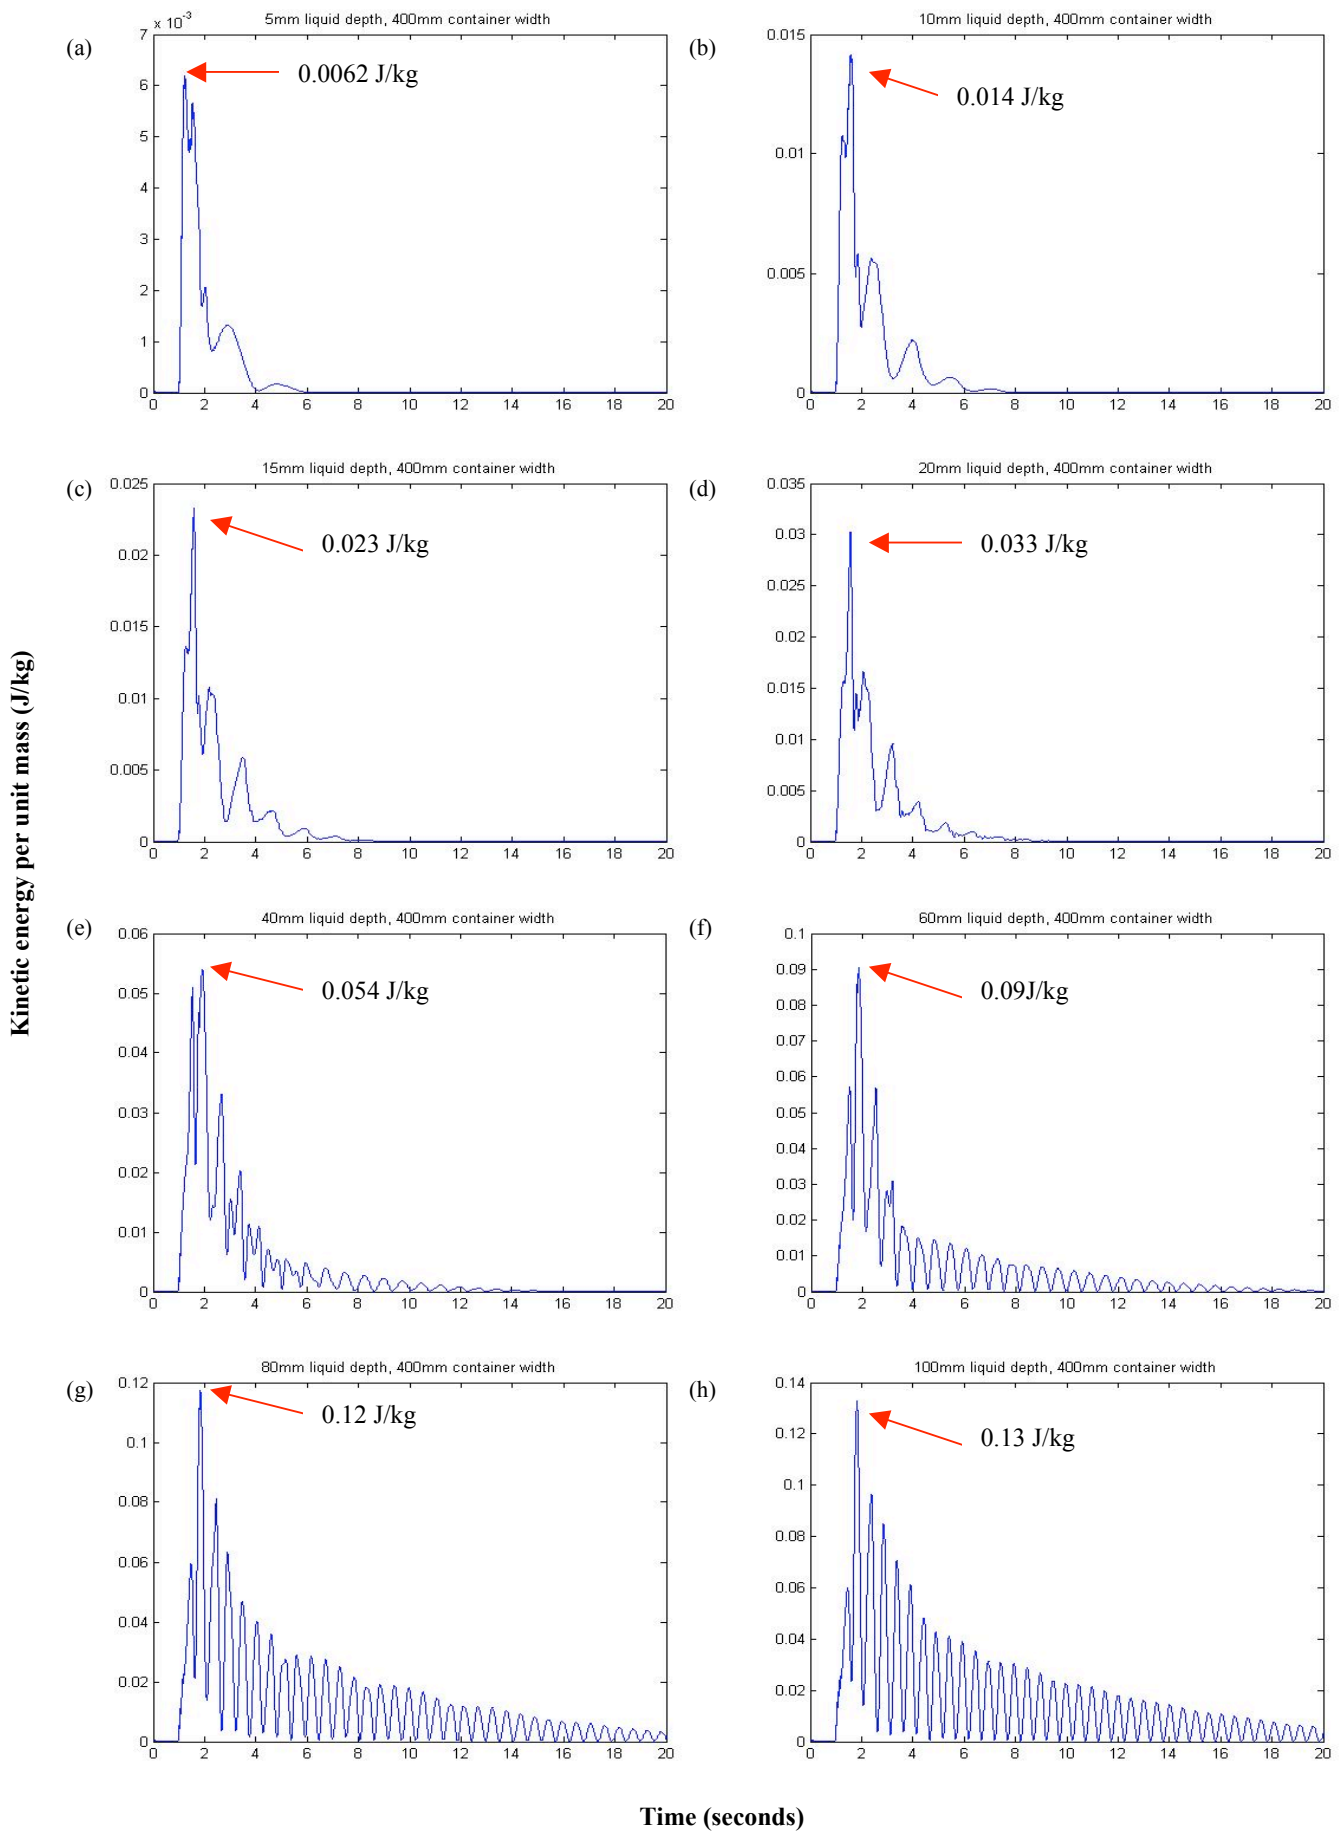 (a)
5mm liquid depth, 400mm container width
x 10⁻³
7
6
5
4
3
2
1
0
0.0062 J/kg
0 2 4 6 8 10 12 14 16 18 20
(b)
10mm liquid depth, 400mm container width
0.015
0.01
0.005
0
0.014 J/kg
0 2 4 6 8 10 12 14 16 18 20
(c)
15mm liquid depth, 400mm container width
0.025
0.02
0.015
0.01
0.005
0
0.023 J/kg
0 2 4 6 8 10 12 14 16 18 20
(d)
20mm liquid depth, 400mm container width
0.035
0.03
0.025
0.02
0.015
0.01
0.005
0
0.033 J/kg
0 2 4 6 8 10 12 14 16 18 20
Kinetic energy per unit mass (J/kg)
(e)
40mm liquid depth, 400mm container width
0.06
0.05
0.04
0.03
0.02
0.01
0
0.054 J/kg
0 2 4 6 8 10 12 14 16 18 20
(f)
60mm liquid depth, 400mm container width
0.1
0.09
0.08
0.07
0.06
0.05
0.04
0.03
0.02
0.01
0
0.09J/kg
0 2 4 6 8 10 12 14 16 18 20
(g)
80mm liquid depth, 400mm container width
0.12
0.1
0.08
0.06
0.04
0.02
0
0.12 J/kg
0 2 4 6 8 10 12 14 16 18 20
(h)
100mm liquid depth, 400mm container width
0.14
0.12
0.1
0.08
0.06
0.04
0.02
0
0.13 J/kg
0 2 4 6 8 10 12 14 16 18 20
Time (seconds)